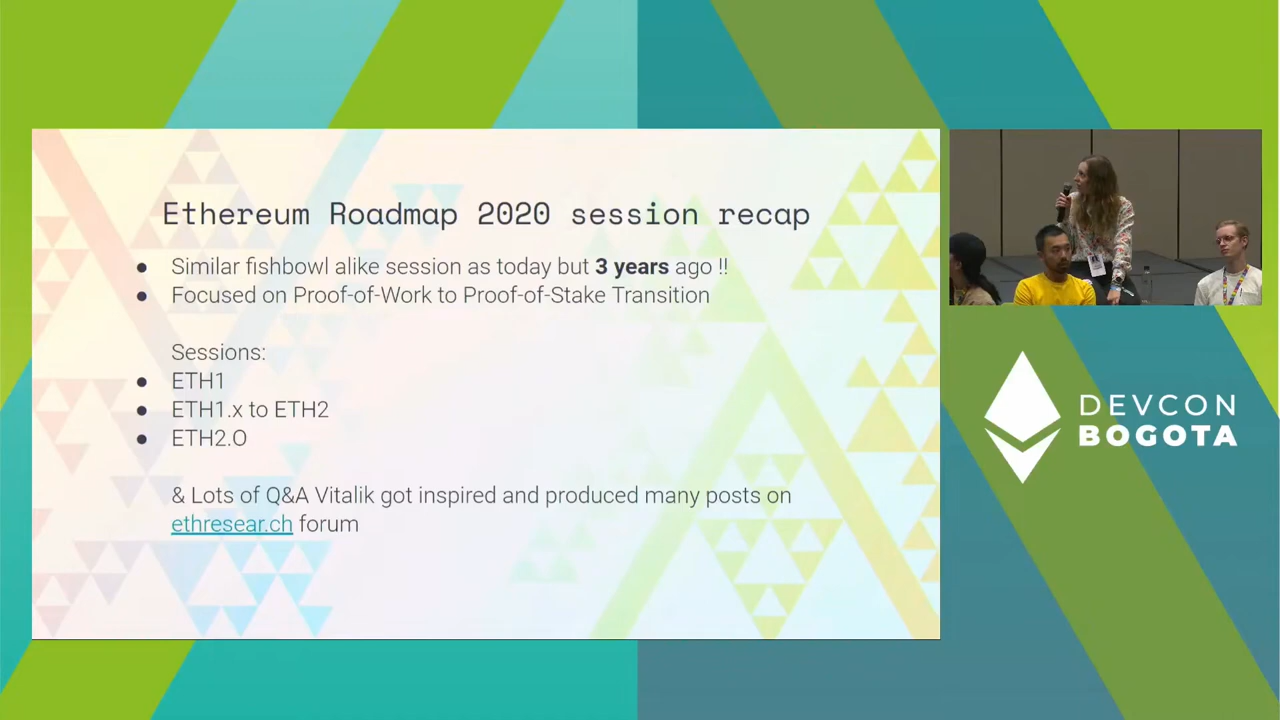 Ethereum Roadmap 2020 session recap
● Similar fishbowl alike session as today but 3 years ago !!
● Focused on Proof-of-Work to Proof-of-Stake Transition
Sessions:
● ETH1
● ETH1.x to ETH2
● ETH2.O
& Lots of Q&A Vitalik got inspired and produced many posts on
ethresear.ch forum
DEVCON
BOGOTA